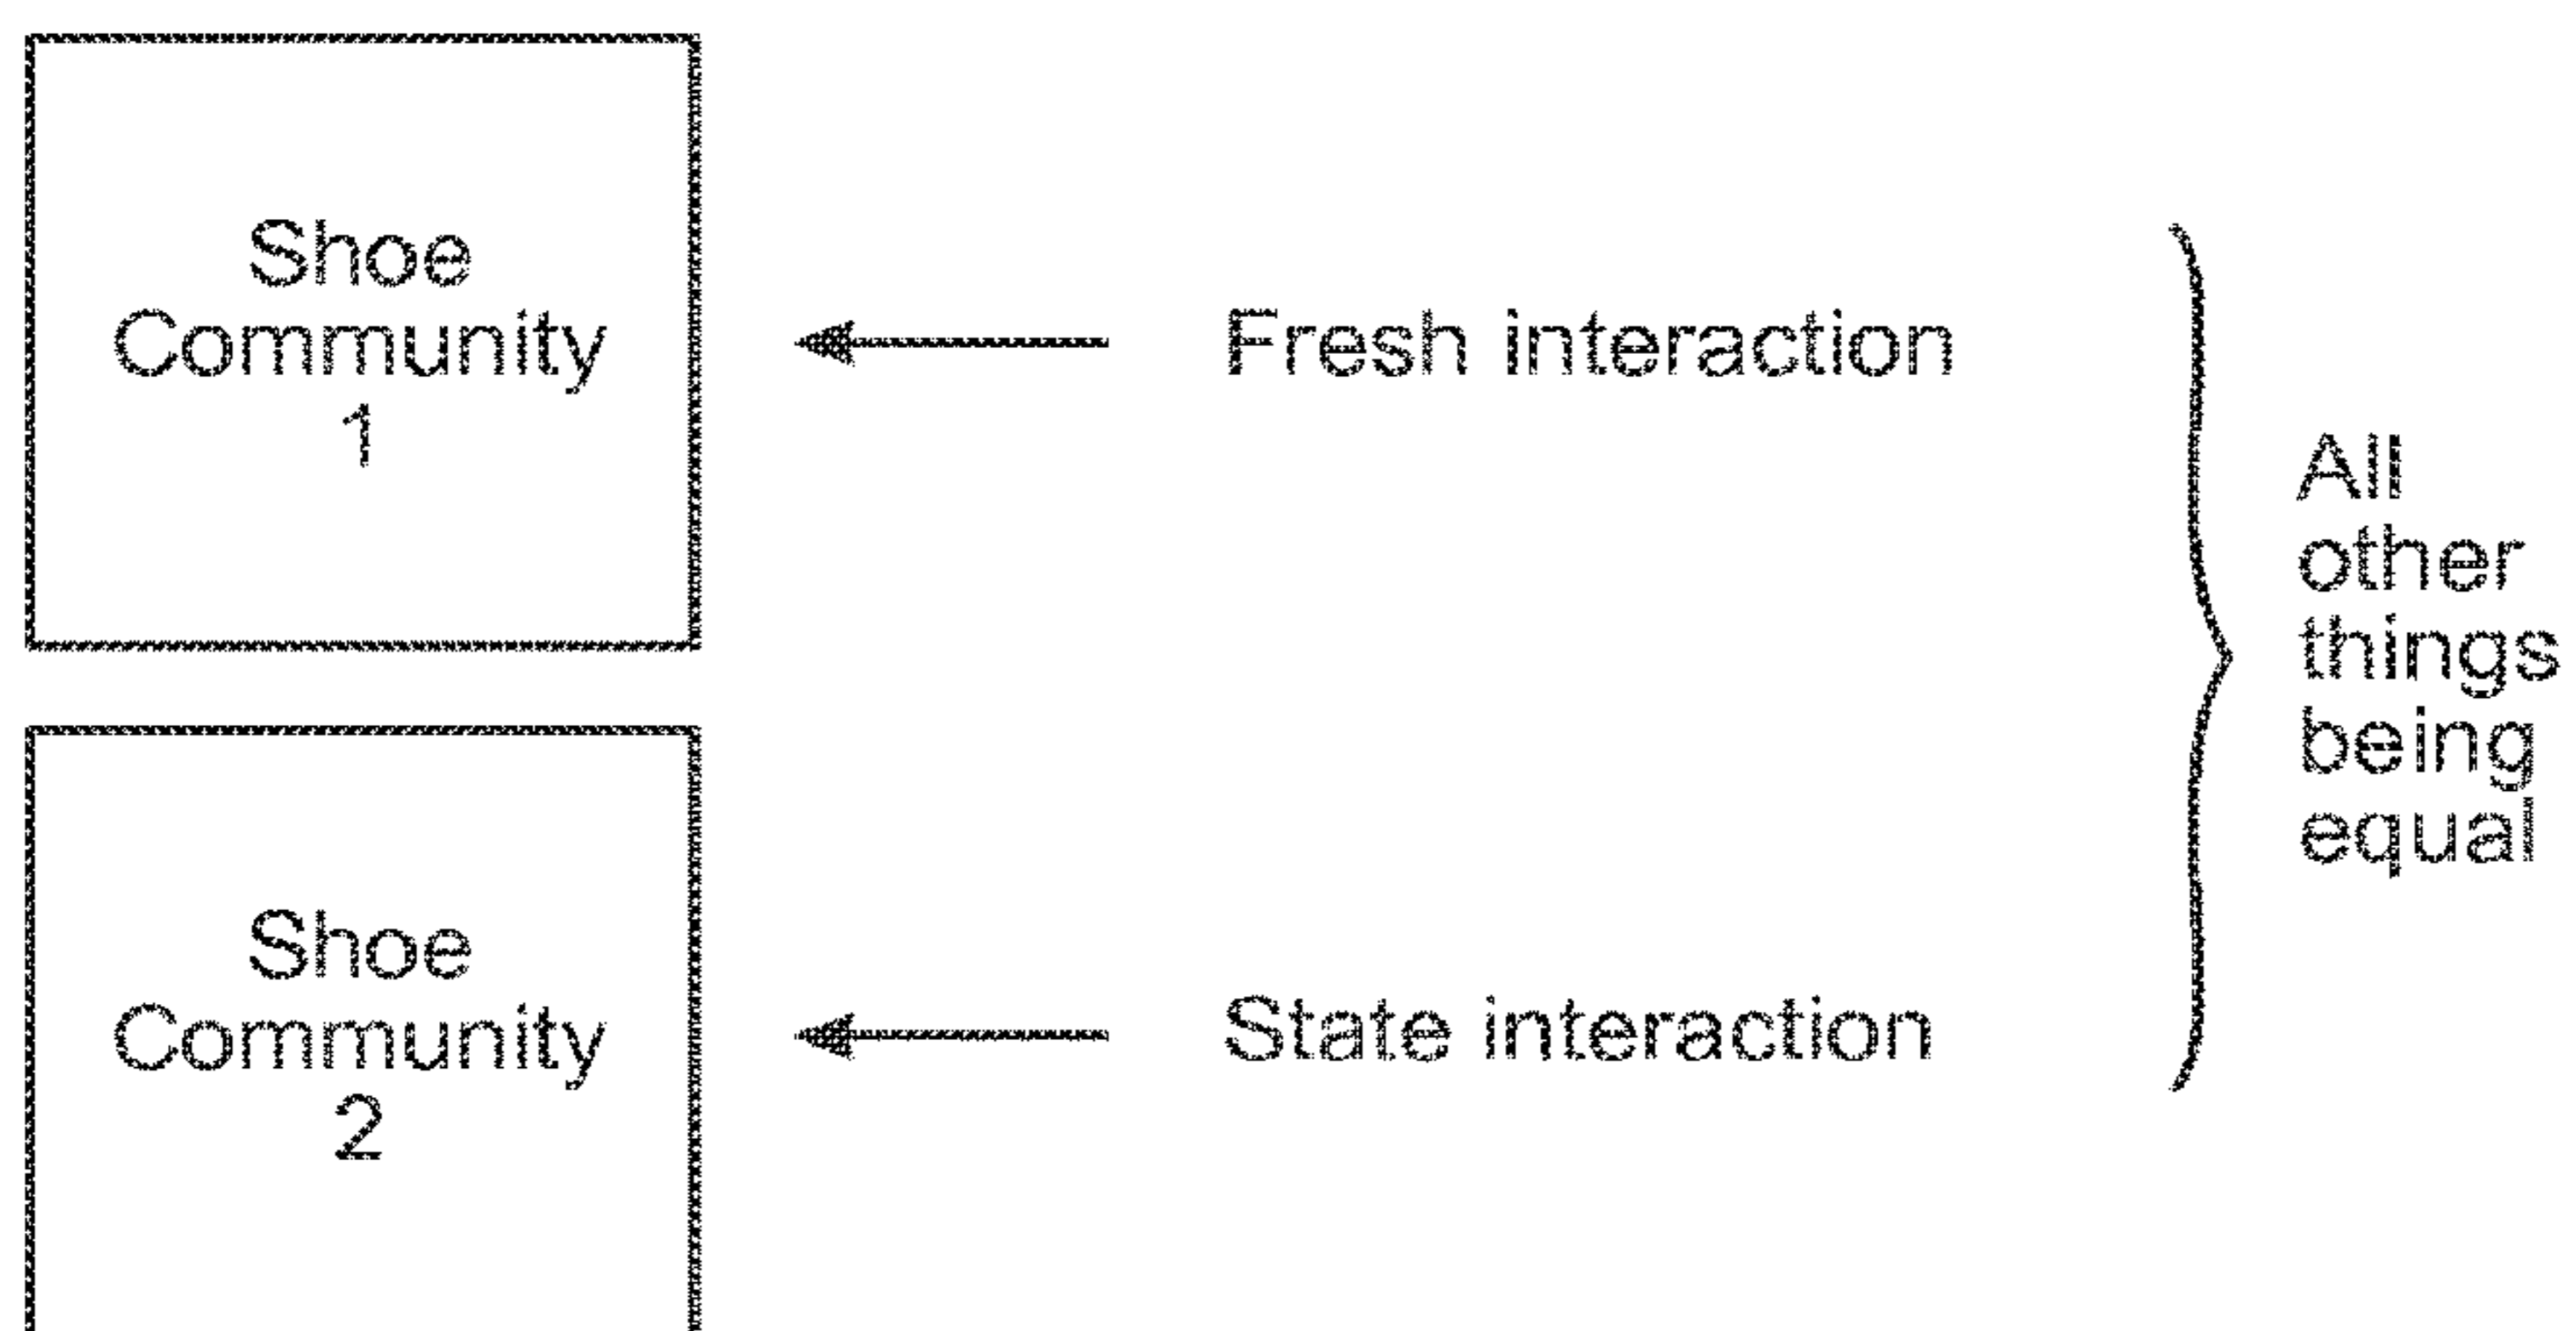 Shoe
Community
1
Fresh interaction
All
other
things
being
equal
Shoe
Community
2
State interaction